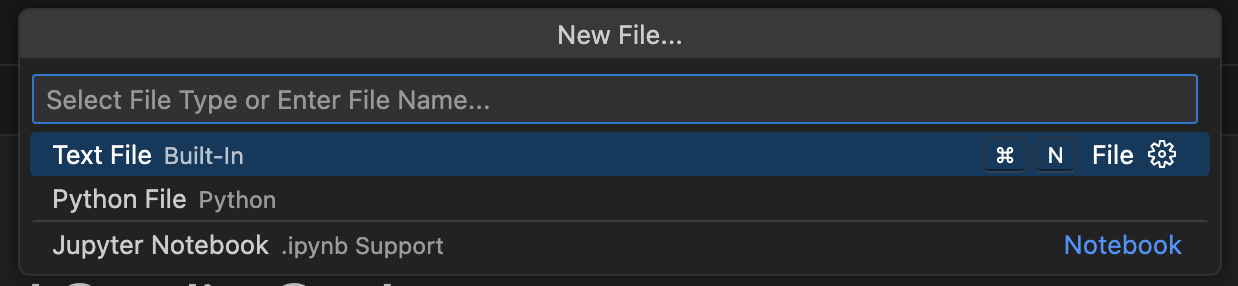 New File...
Select File Type or Enter File Name...
Text File Built-In ⌘ N File
Python File Python
Jupyter Notebook .ipynb Support Notebook